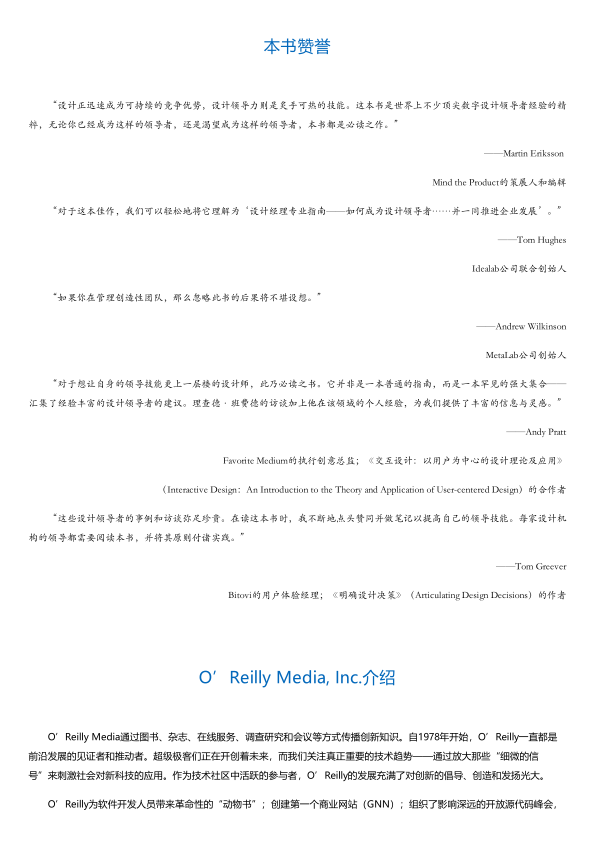 本书赞誉
“设计正迅速成为可持续的竞争优势，设计领导力则是炙手可热的技能。这本书是世界上不少顶尖数字设计领导者经验的精
粹，无论你已经成为这样的领导者，还是渴望成为这样的领导者，本书都是必读之作。”
——Martin Eriksson
Mind the Product的策展人和编辑
“对于这本佳作，我们可以轻松地将它理解为‘设计经理专业指南——如何成为设计领导者……并一同推进企业发展’。”
——Tom Hughes
Idealab公司联合创始人
“如果你在管理创造性团队，那么忽略此书的后果将不堪设想。”
——Andrew Wilkinson
MetaLab公司创始人
“对于想让自身的领导技能更上一层楼的设计师，此乃必读之书。它并非是一本普通的指南，而是一本罕见的强大集合——
汇集了经验丰富的设计领导者的建议。理查德·班费德的访谈加上他在该领域的个人经验，为我们提供了丰富的信息与灵感。”
——Andy Pratt
Favorite Medium的执行创意总监；《交互设计：以用户为中心的设计理论及应用》
（Interactive Design：An Introduction to the Theory and Application of User-centered Design）的合作者
“这些设计领导者的事例和访谈弥足珍贵。在读这本书时，我不断地点头赞同并做笔记以提高自己的领导技能。每家设计机
构的领导都需要阅读本书，并将其原则付诸实践。”
——Tom Greever
Bitovi的用户体验经理；《明确设计决策》（Articulating Design Decisions）的作者
O’Reilly Media, Inc.介绍
O’Reilly Media通过图书、杂志、在线服务、调查研究和会议等方式传播创新知识。自1978年开始，O’Reilly一直都是
前沿发展的见证者和推动者。超级极客们正在开创着未来，而我们关注真正重要的技术趋势——通过放大那些“细微的信
号”来刺激社会对新科技的应用。作为技术社区中活跃的参与者，O’Reilly的发展充满了对创新的倡导、创造和发扬光大。
O’Reilly为软件开发人员带来革命性的“动物书”；创建第一个商业网站（GNN）；组织了影响深远的开放源代码峰会，